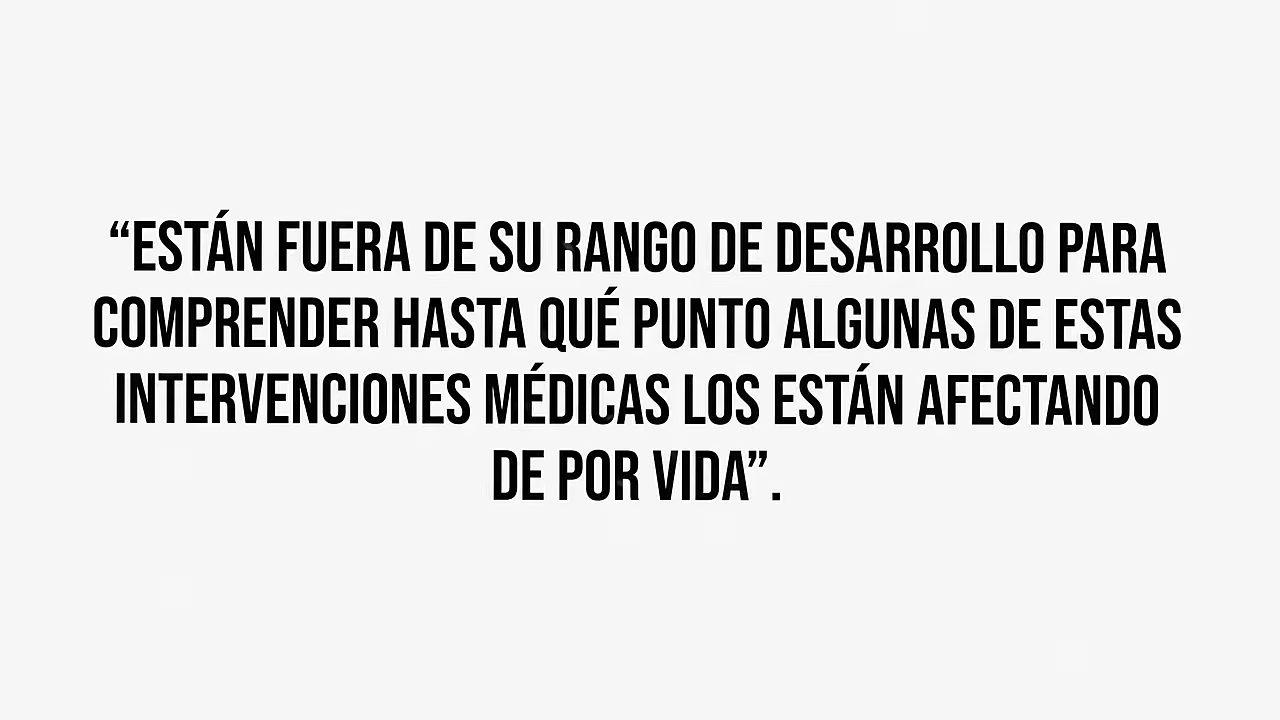 “ESTÁN FUERA DE SU RANGO DE DESARROLLO PARA
COMPRENDER HASTA QUÉ PUNTO ALGUNAS DE ESTAS
INTERVENCIONES MÉDICAS LOS ESTÁN AFECTANDO
DE POR VIDA”.